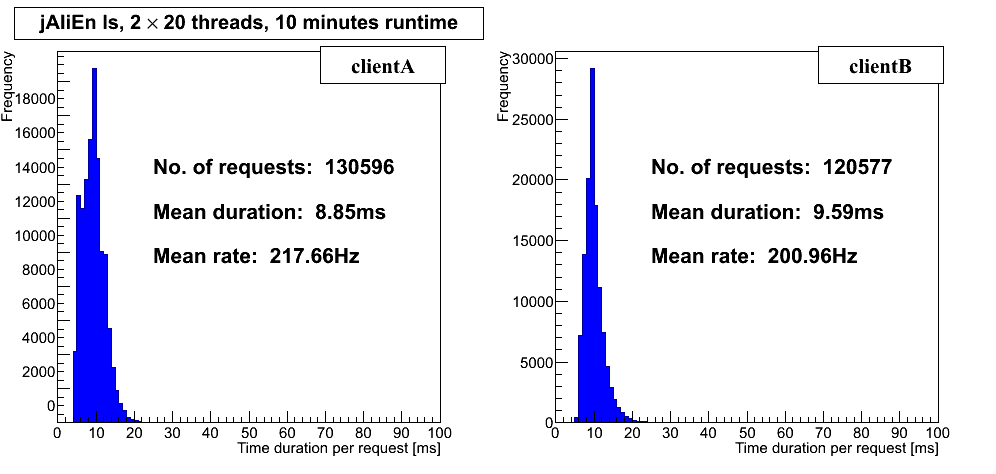 jAliEn ls, 2 × 20 threads, 10 minutes runtime
clientA
Frequency
18000
16000
14000
12000
10000
8000
6000
4000
2000
0
No. of requests: 130596
Mean duration: 8.85ms
Mean rate: 217.66Hz
0 10 20 30 40 50 60 70 80 90 100
Time duration per request [ms]
clientB
Frequency
30000
25000
20000
15000
10000
5000
0
No. of requests: 120577
Mean duration: 9.59ms
Mean rate: 200.96Hz
0 10 20 30 40 50 60 70 80 90 100
Time duration per request [ms]